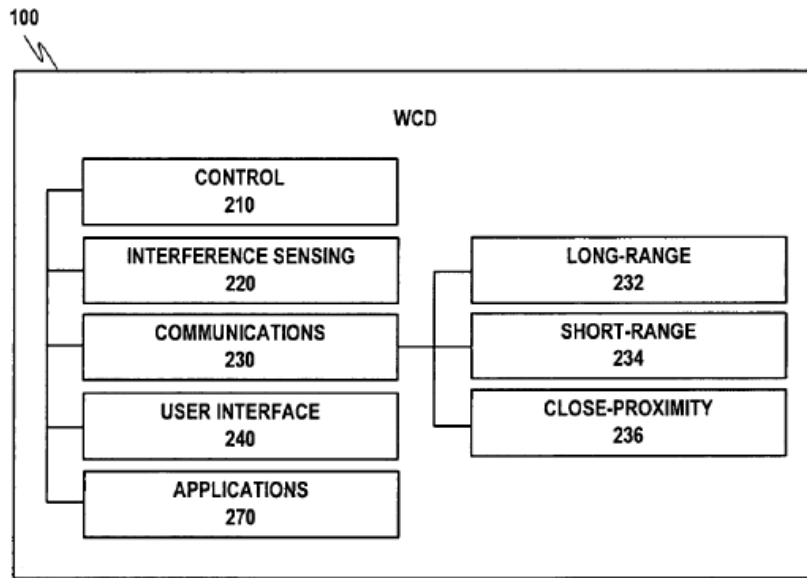 100
WCD
CONTROL
210
INTERFERENCE SENSING
220
COMMUNICATIONS
230
USER INTERFACE
240
APPLICATIONS
270
LONG-RANGE
232
SHORT-RANGE
234
CLOSE-PROXIMITY
236